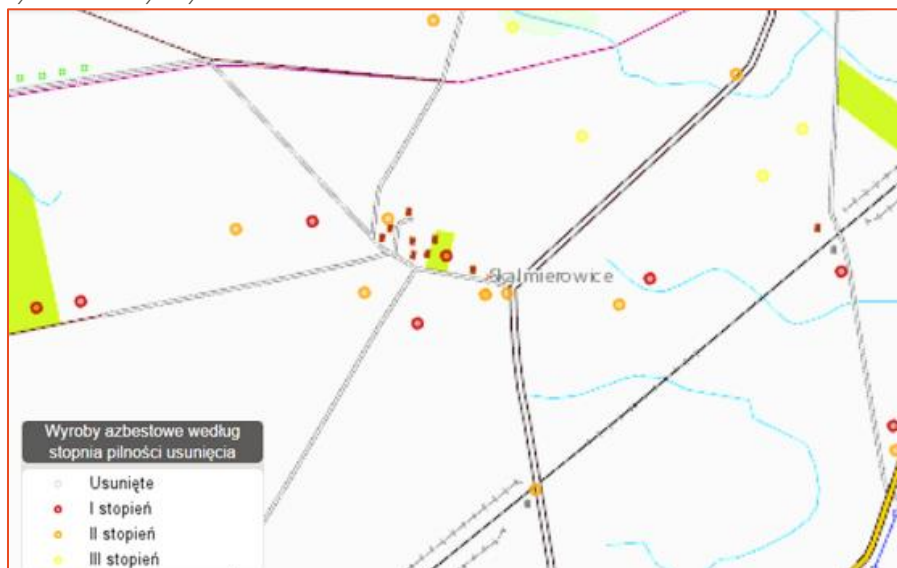 Skalmierowice
Wyroby azbestowe według
stopnia pilności usunięcia
Usunięte
I stopień
II stopień
III stopień